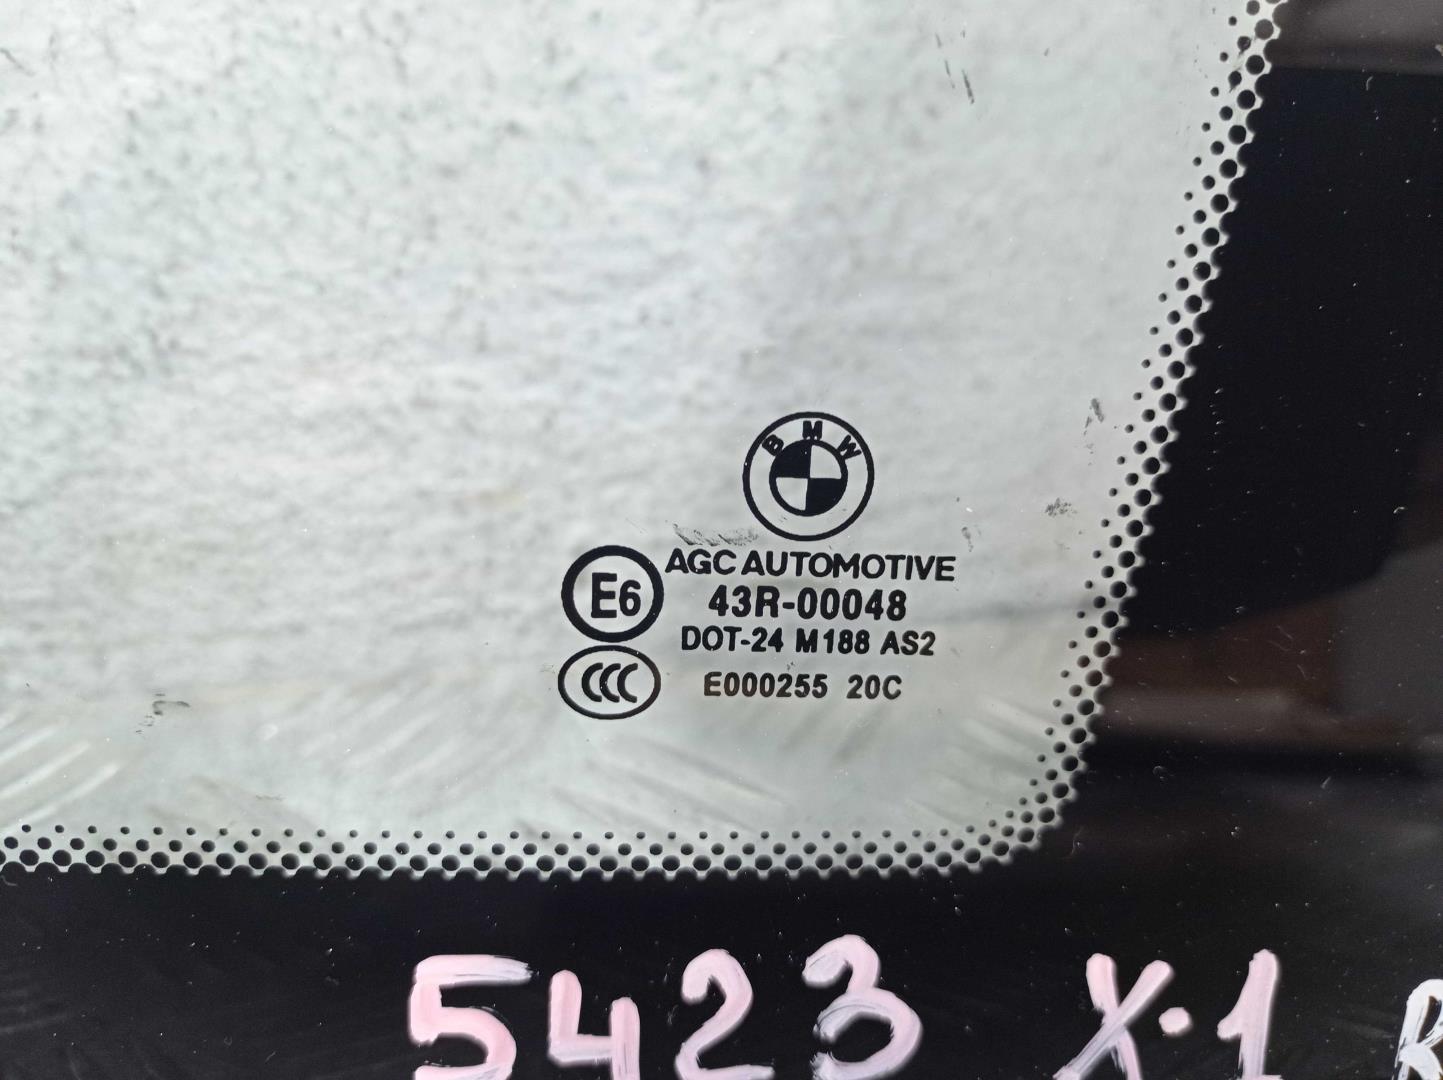 BMW
AGC AUTOMOTIVE
E6
43R-00048
DOT-24 M188 AS2
CCC
E000255 20C
5423 X·1